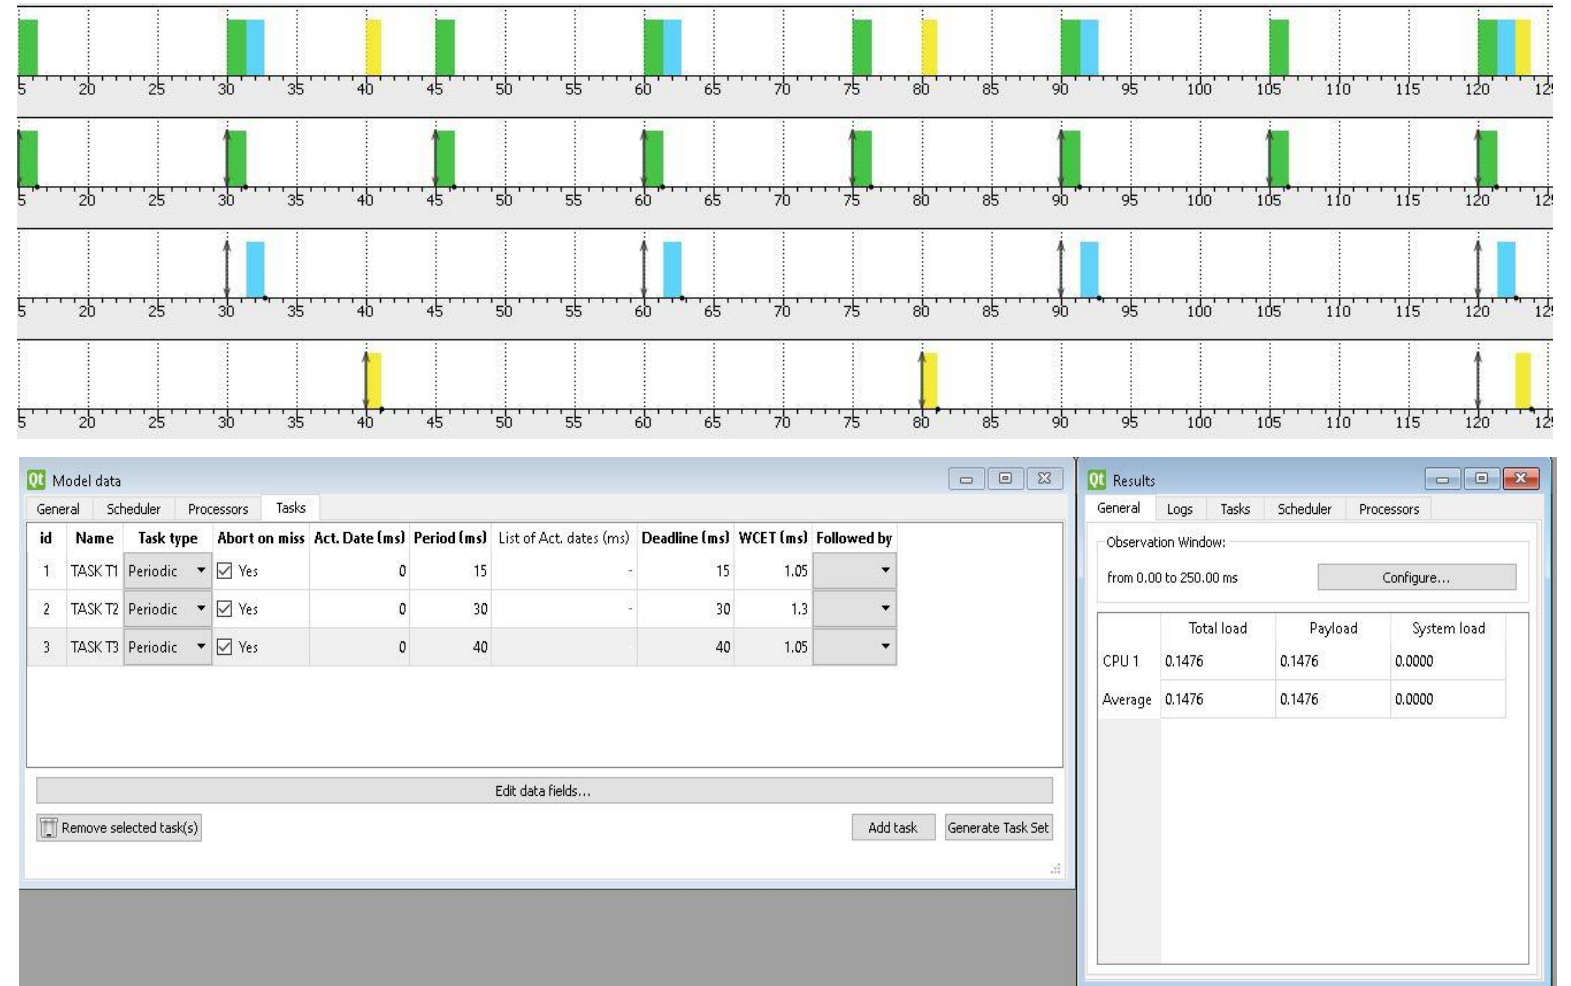 5 20 25 30 35 40 45 50 55 60 65 70 75 80 85 90 95 100 105 110 115 120 12
5 20 25 30 35 40 45 50 55 60 65 70 75 80 85 90 95 100 105 110 115 120 12
5 20 25 30 35 40 45 50 55 60 65 70 75 80 85 90 95 100 105 110 115 120 12
5 20 25 30 35 40 45 50 55 60 65 70 75 80 85 90 95 100 105 110 115 120 12
Qt Model data
General Scheduler Processors Tasks
id Name Task type Abort on miss Act. Date (ms) Period (ms) List of Act. dates (ms) Deadline (ms) WCET (ms) Followed by
1 TASK T1 Periodic Yes 0 15 - 15 1.05
2 TASK T2 Periodic Yes 0 30 - 30 1.3
3 TASK T3 Periodic Yes 0 40 40 1.05
Edit data fields...
Remove selected task(s) Add task Generate Task Set
Qt Results
General Logs Tasks Scheduler Processors
Observation Window:
from 0.00 to 250.00 ms Configure...
Total load Payload System load
CPU 1 0.1476 0.1476 0.0000
Average 0.1476 0.1476 0.0000